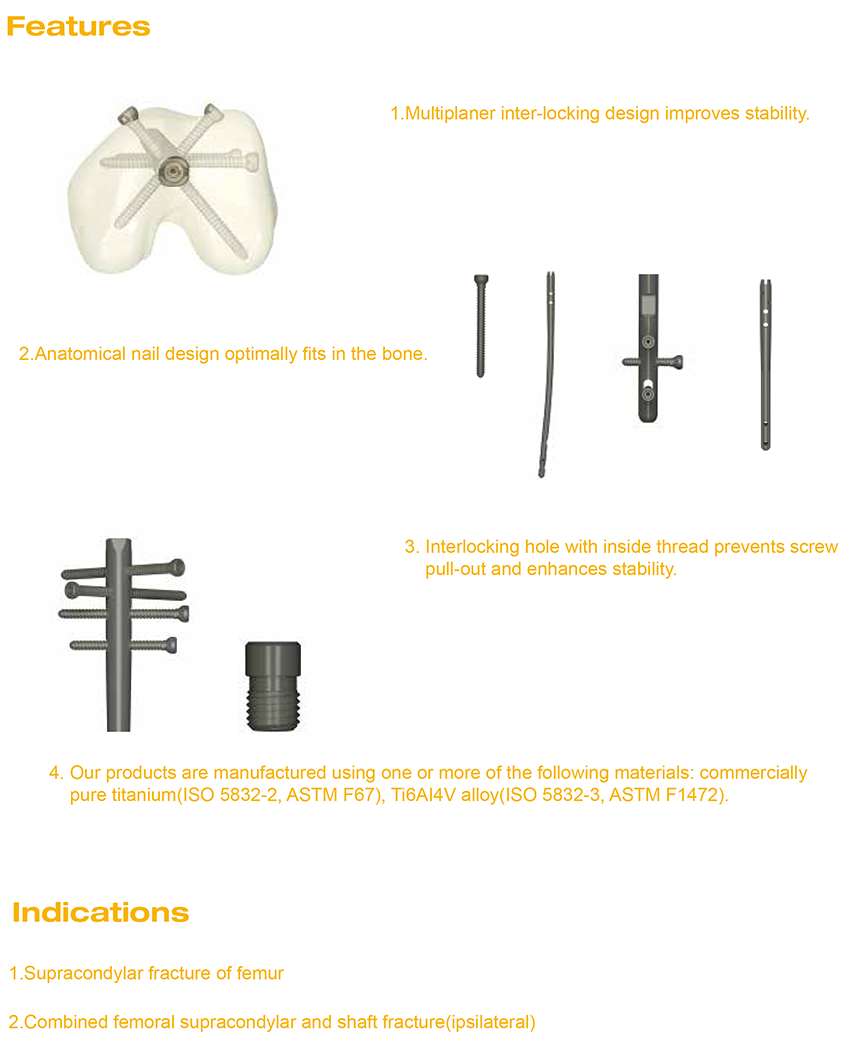 Features
1.Multiplaner inter-locking design improves stability.
2.Anatomical nail design optimally fits in the bone.
3. Interlocking hole with inside thread prevents screw
pull-out and enhances stability.
4. Our products are manufactured using one or more of the following materials: commercially
pure titanium(ISO 5832-2, ASTM F67), Ti6Al4V alloy(ISO 5832-3, ASTM F1472).
Indications
1.Supracondylar fracture of femur
2.Combined femoral supracondylar and shaft fracture(ipsilateral)